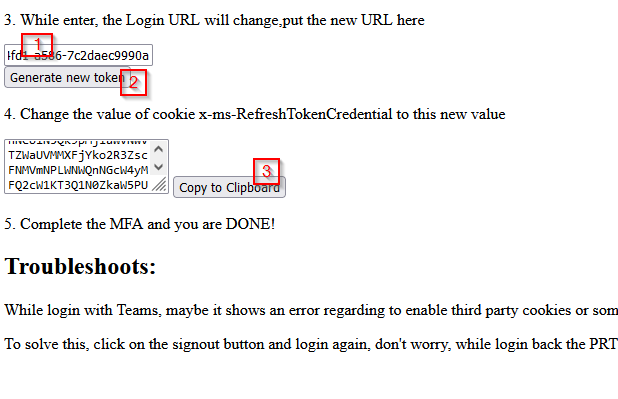 3. While enter, the Login URL will change,put the new URL here
1
-a586-7c2daec9990a
Generate new token
2
4. Change the value of cookie x-ms-RefreshTokenCredential to this new value
TZWaUVMMXFjYko2R3Zsc
FNMVmNPLWNWQnNGcW4yM
FQ2cW1KT3Q1N0ZkaW5PU
3
Copy to Clipboard
5. Complete the MFA and you are DONE!
Troubleshoots:
While login with Teams, maybe it shows an error regarding to enable third party cookies or som
To solve this, click on the signout button and login again, don't worry, while login back the PRT